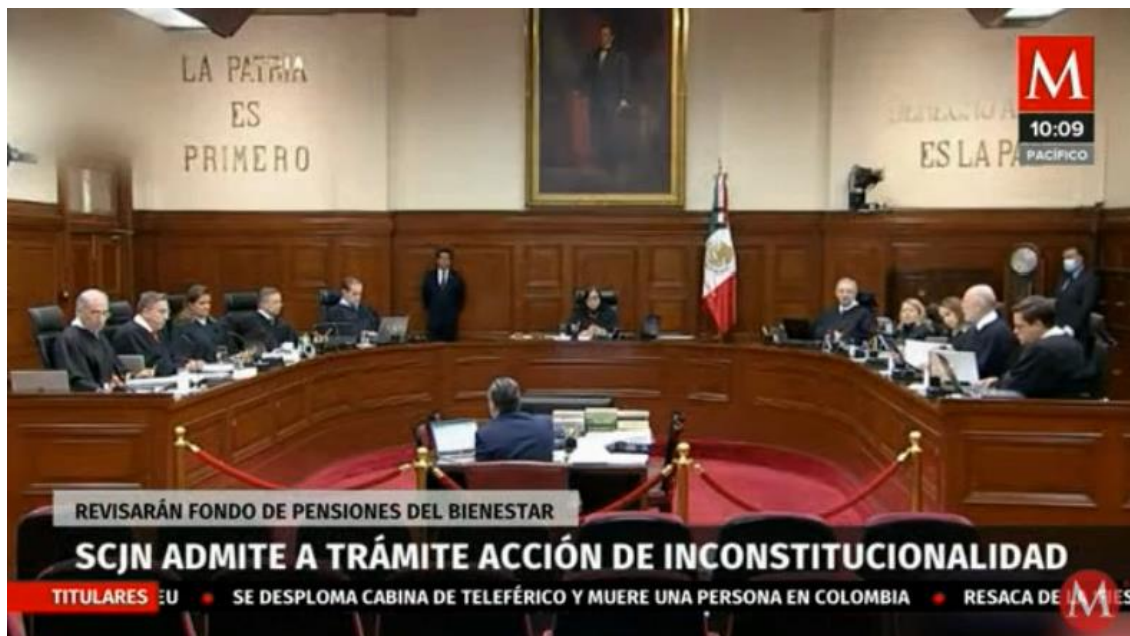 LA PATRIA
ES
PRIMERO
M
10:09
PACÍFICO
ES LA PA
REVISARÁN FONDO DE PENSIONES DEL BIENESTAR
SCJN ADMITE A TRÁMITE ACCIÓN DE INCONSTITUCIONALIDAD
TITULARES EU • SE DESPLOMA CABINA DE TELEFÉRICO Y MUERE UNA PERSONA EN COLOMBIA • RESACA DE
M